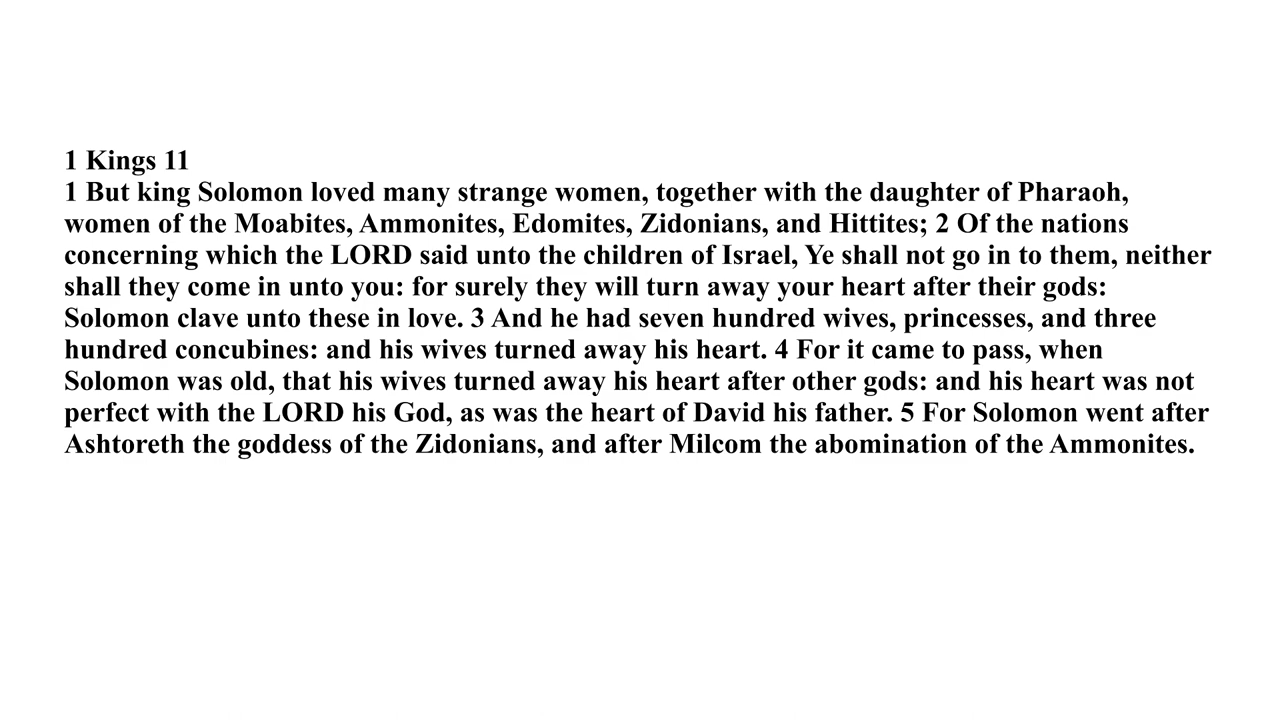 1 Kings 11
1 But king Solomon loved many strange women, together with the daughter of Pharaoh,
women of the Moabites, Ammonites, Edomites, Zidonians, and Hittites; 2 Of the nations
concerning which the LORD said unto the children of Israel, Ye shall not go in to them, neither
shall they come in unto you: for surely they will turn away your heart after their gods:
Solomon clave unto these in love. 3 And he had seven hundred wives, princesses, and three
hundred concubines: and his wives turned away his heart. 4 For it came to pass, when
Solomon was old, that his wives turned away his heart after other gods: and his heart was not
perfect with the LORD his God, as was the heart of David his father. 5 For Solomon went after
Ashtoreth the goddess of the Zidonians, and after Milcom the abomination of the Ammonites.